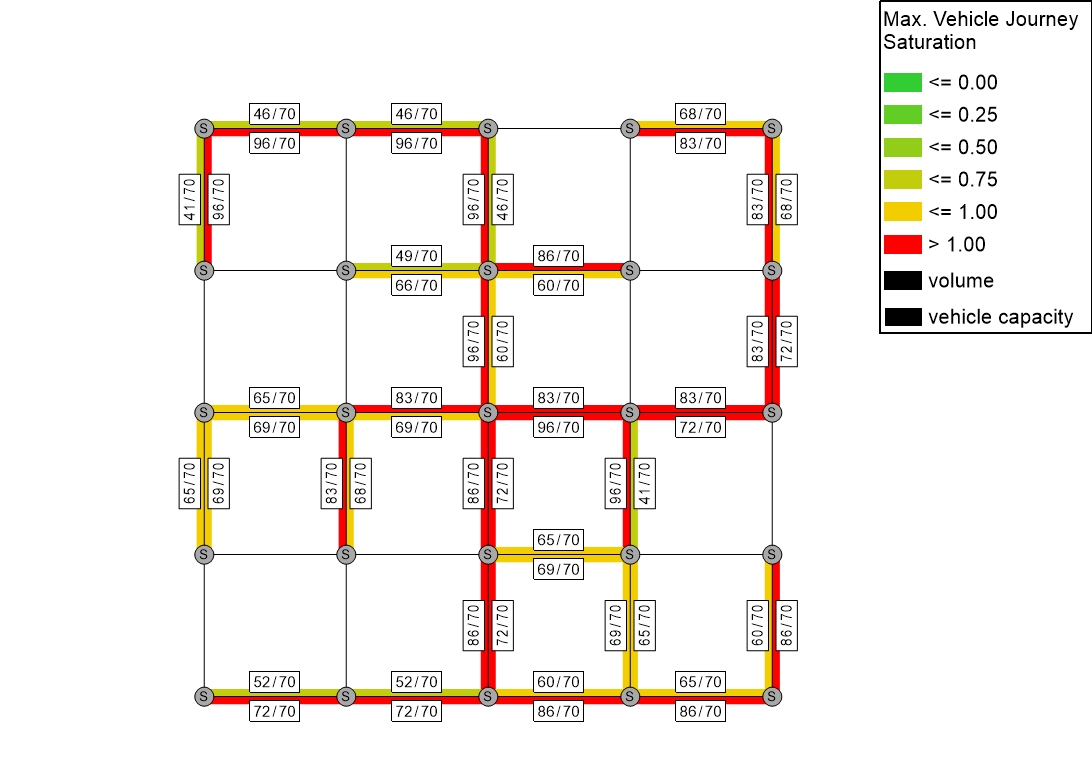 Max. Vehicle Journey
Saturation
<= 0.00
<= 0.25
<= 0.50
<= 0.75
<= 1.00
> 1.00
volume
vehicle capacity
46/70 46/70 68/70
S S S S S
96/70 96/70 83/70
41/70 96/70 96/70 46/70 83/70 68/70
49/70 86/70
S S S S S
66/70 60/70
96/70 60/70 83/70 72/70
65/70 83/70 83/70 83/70
S S S S S
69/70 69/70 96/70 72/70
65/70 69/70 83/70 68/70 86/70 72/70 96/70 41/70
65/70
S S S S S
69/70
86/70 72/70 69/70 65/70 60/70 86/70
52/70 52/70 60/70 65/70
S S S S S
72/70 72/70 86/70 86/70